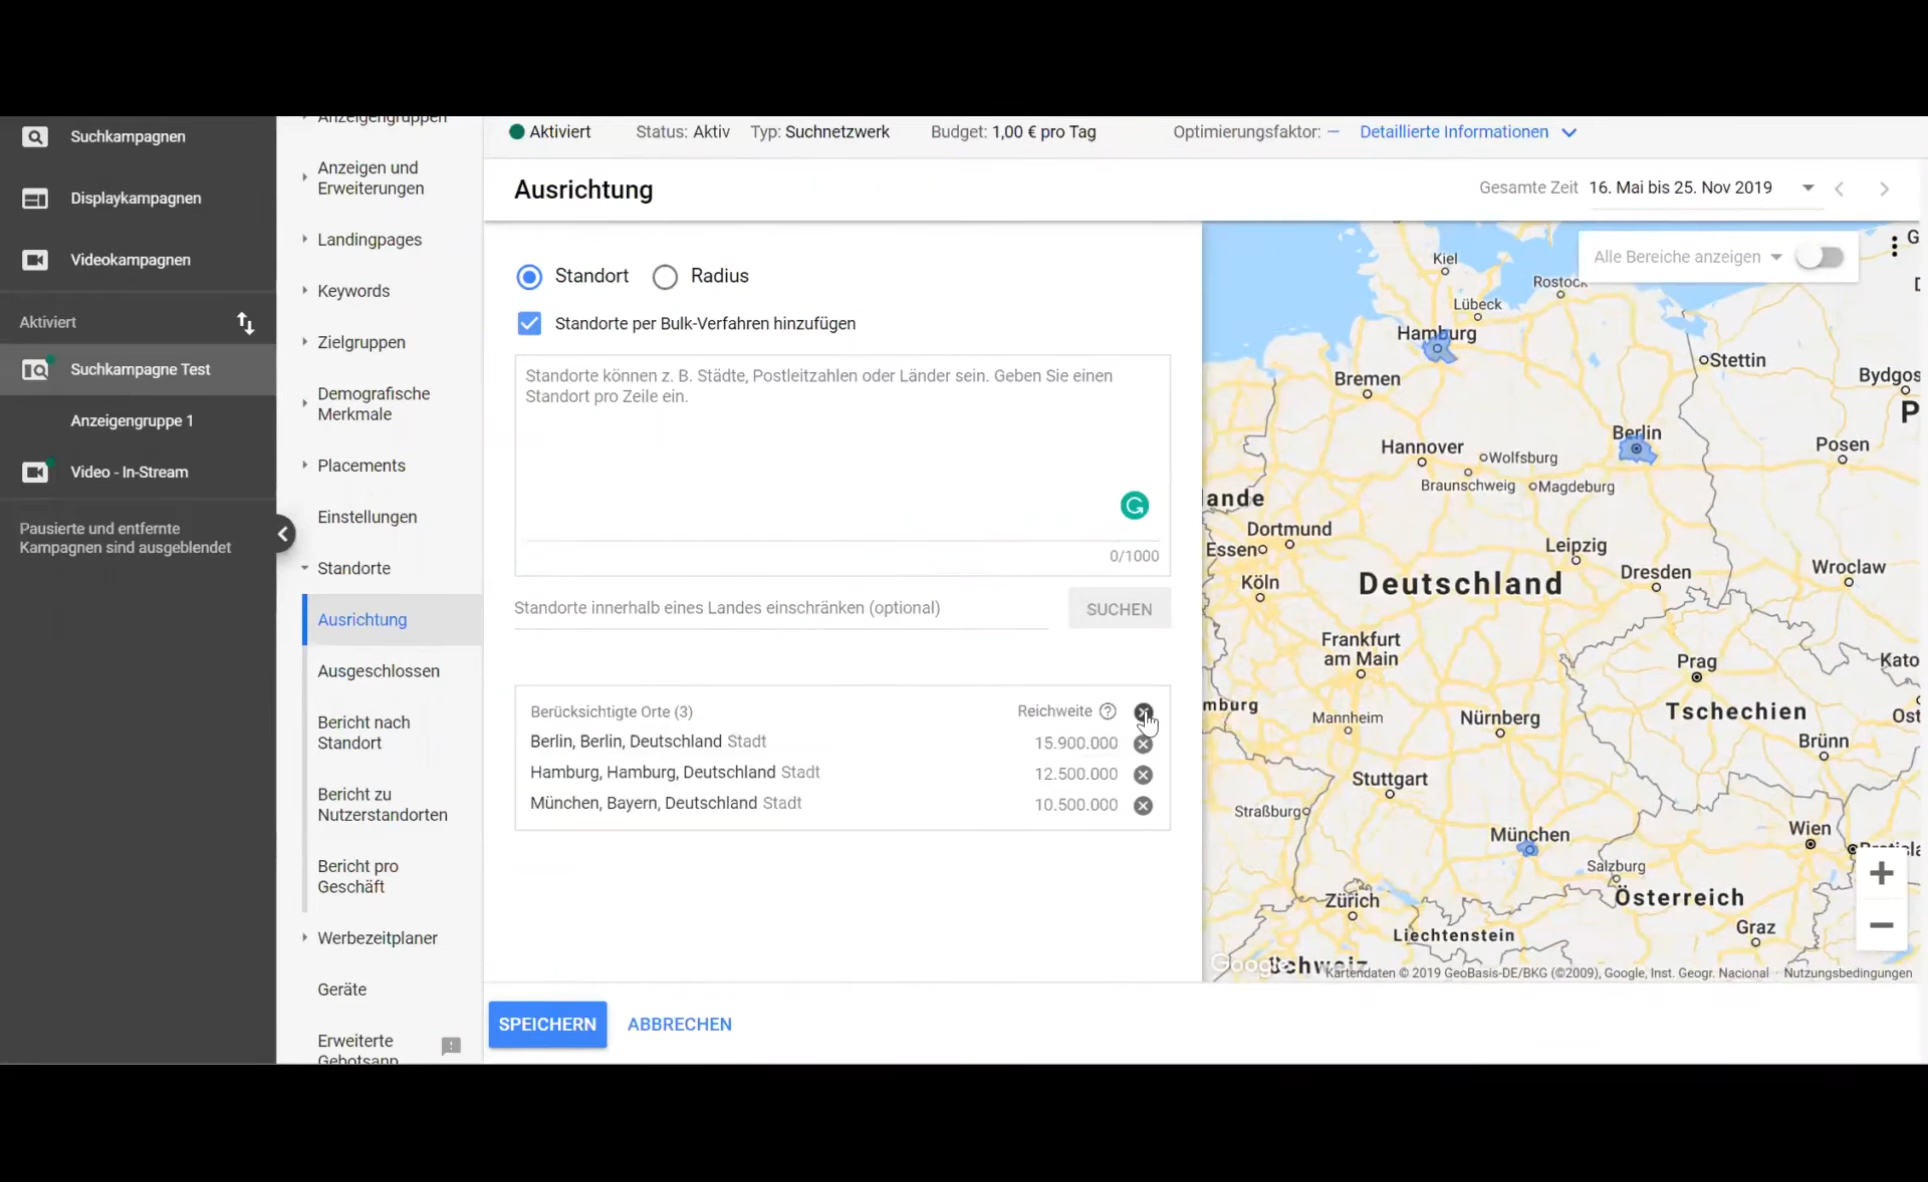 Suchkampagnen
Displaykampagnen
Videokampagnen
Aktiviert
Suchkampagne Test
Anzeigengruppe 1
Video - In-Stream
Pausierte und entfernte
Kampagnen sind ausgeblendet
Anzeigengruppen
Anzeigen und
Erweiterungen
Landingpages
Keywords
Zielgruppen
Demografische
Merkmale
Placements
Einstellungen
Standorte
Ausrichtung
Ausgeschlossen
Bericht nach
Standort
Bericht zu
Nutzerstandorten
Bericht pro
Geschäft
Werbezeitplaner
Geräte
Erweiterte
Gebotsanp
Aktiviert Status: Aktiv Typ: Suchnetzwerk Budget: 1,00 € pro Tag Optimierungsfaktor: — Detaillierte Informationen
Ausrichtung
Gesamte Zeit 16. Mai bis 25. Nov 2019
Standort Radius
Standorte per Bulk-Verfahren hinzufügen
Standorte können z. B. Städte, Postleitzahlen oder Länder sein. Geben Sie einen
Standort pro Zeile ein.
0/1000
Standorte innerhalb eines Landes einschränken (optional)
SUCHEN
Berücksichtigte Orte (3) Reichweite
Berlin, Berlin, Deutschland Stadt 15.900.000
Hamburg, Hamburg, Deutschland Stadt 12.500.000
München, Bayern, Deutschland Stadt 10.500.000
SPEICHERN
ABBRECHEN
Alle Bereiche anzeigen
G
Kiel
Rostock
Lübeck
Hamburg
Stettin
Bremen
Bydgos
P
Berlin
Hannover
Posen
Wolfsburg
Braunschweig
Magdeburg
lande
Dortmund
Essen
Leipzig
Köln
Deutschland
Dresden
Wroclaw
Frankfurt
am Main
Prag
Kato
mburg
Mannheim
Nürnberg
Tschechien
Ost
Brünn
Stuttgart
Straßburg
München
Wien
Salzburg
Zürich
Österreich
Graz
Liechtenstein
Google
Schweiz
Kartendaten © 2019 GeoBasis-DE/BKG (©2009), Google, Inst. Geogr. Nacional Nutzungsbedingungen